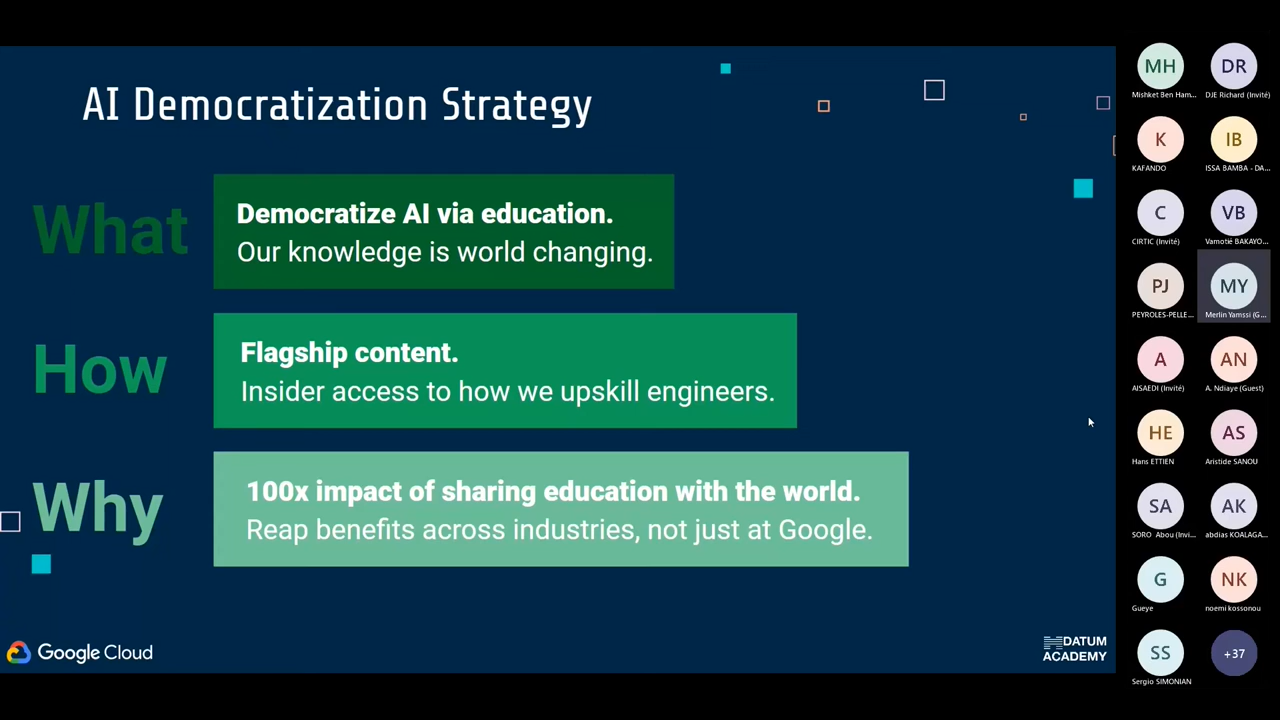 AI Democratization Strategy
What
Democratize AI via education.
Our knowledge is world changing.
How
Flagship content.
Insider access to how we upskill engineers.
Why
100x impact of sharing education with the world.
Reap benefits across industries, not just at Google.
Google Cloud
DATUM
ACADEMY
MH
DR
Mishket Ben Ham...
DJE Richard (Invité)
K
IB
KAFANDO
ISSA BAMBA - DA...
C
VB
CIRTIC (Invité)
Vamotié BAKAYO...
PJ
MY
PEYROLES-PELLE...
Merlin Yamssi (G...
A
AN
AISAEDI (Invité)
A. Ndiaye (Guest)
HE
AS
Hans ETTIEN
Aristide SANOU
SA
AK
SORO Abou (Invi...
abdias KOALAGA...
G
NK
Gueye
noemi kossonou
SS
+37
Sergio SIMONIAN